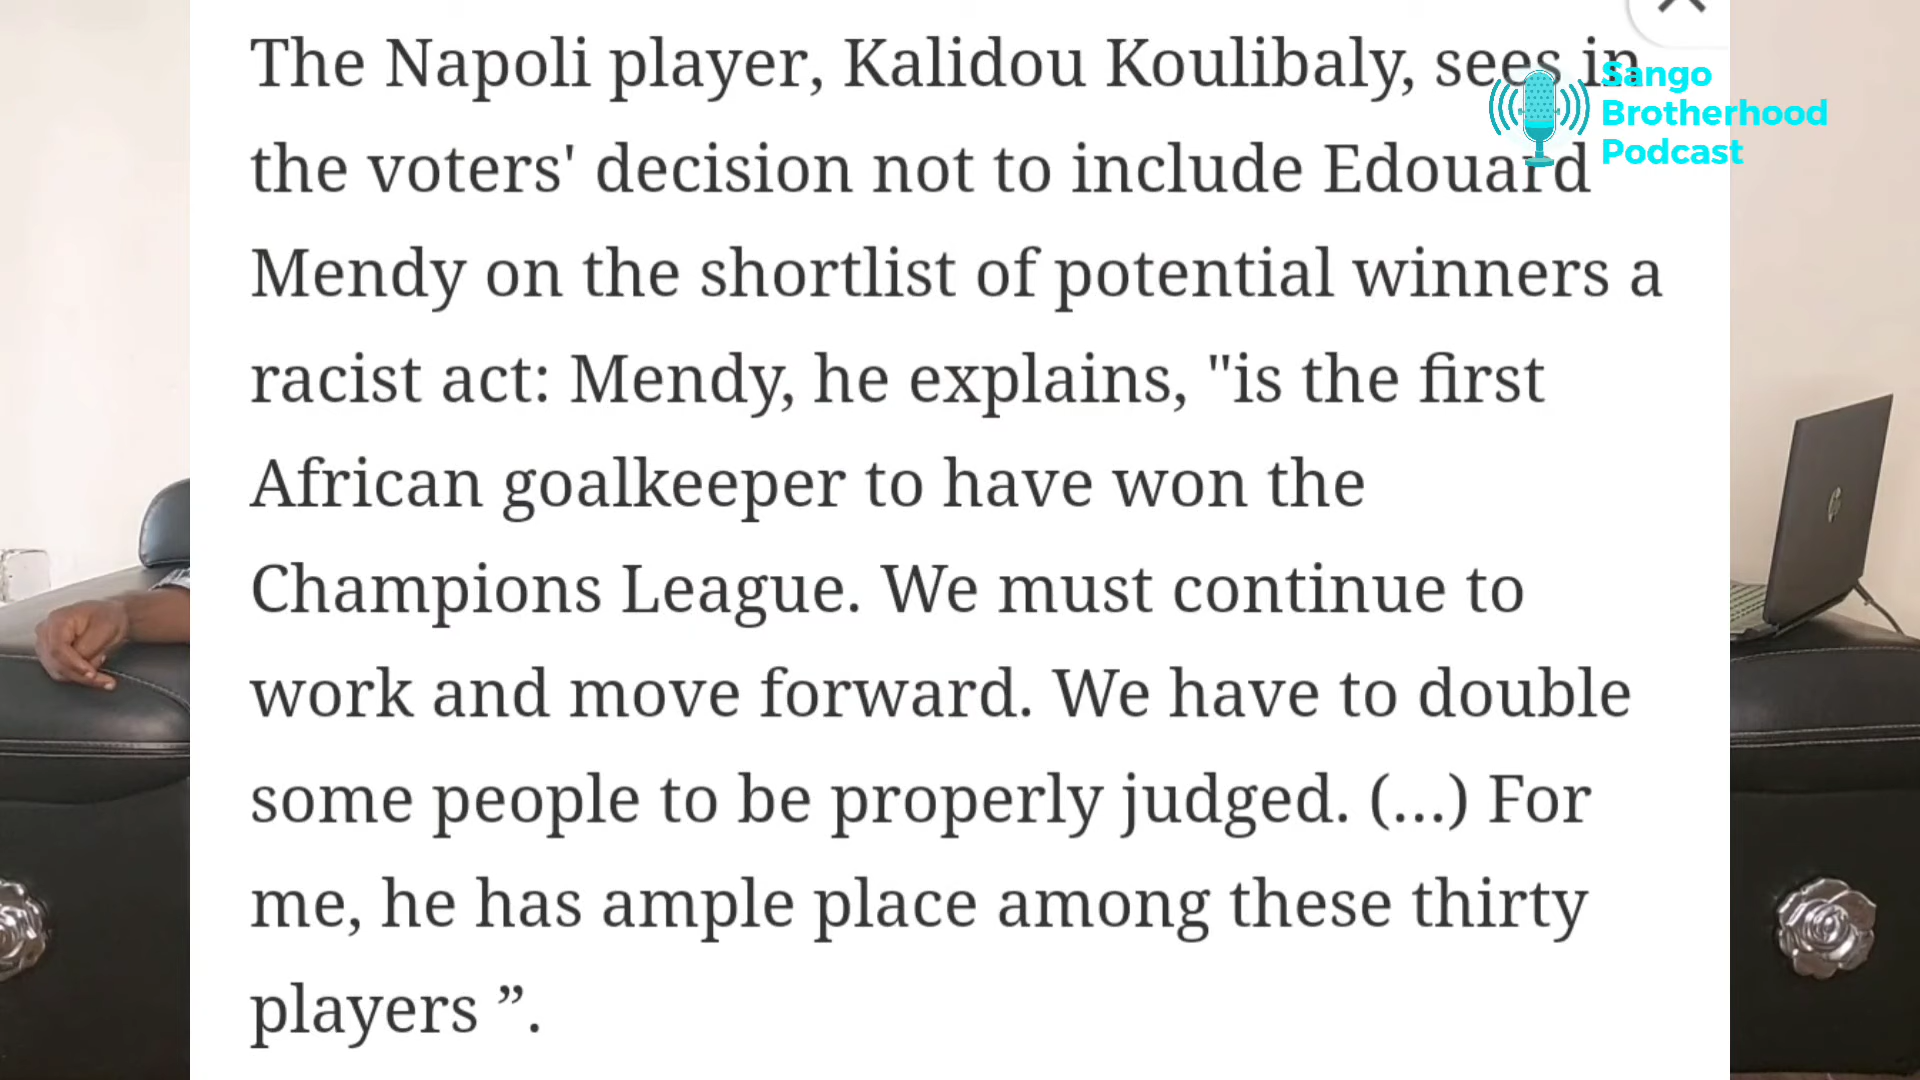 The Napoli player, Kalidou Koulibaly, sees in
the voters' decision not to include Edouard
Mendy on the shortlist of potential winners a
racist act: Mendy, he explains, "is the first
African goalkeeper to have won the
Champions League. We must continue to
work and move forward. We have to double
some people to be properly judged. (...) For
me, he has ample place among these thirty
players ”.
Sango
Brotherhood
Podcast
hp